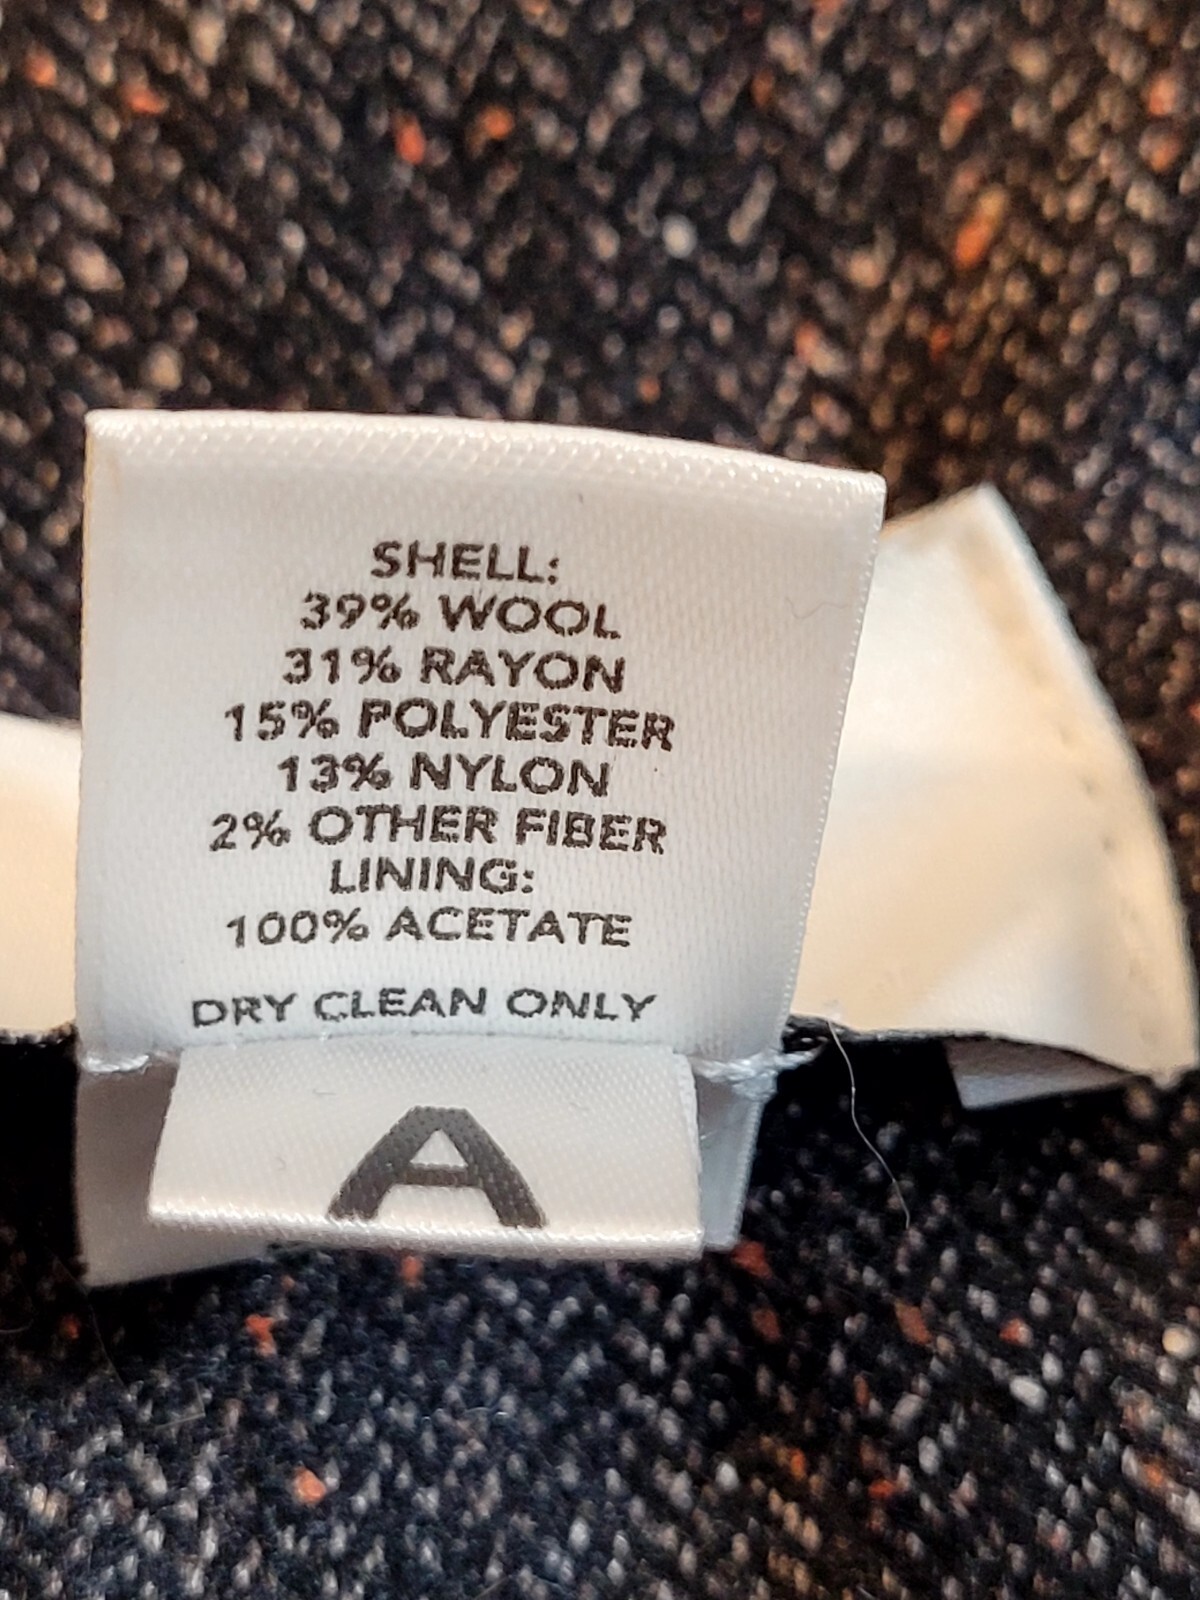 SHELL:
39% WOOL
31% RAYON
15% POLYESTER
13% NYLON
2% OTHER FIBER
LINING:
100% ACETATE
DRY CLEAN ONLY
A